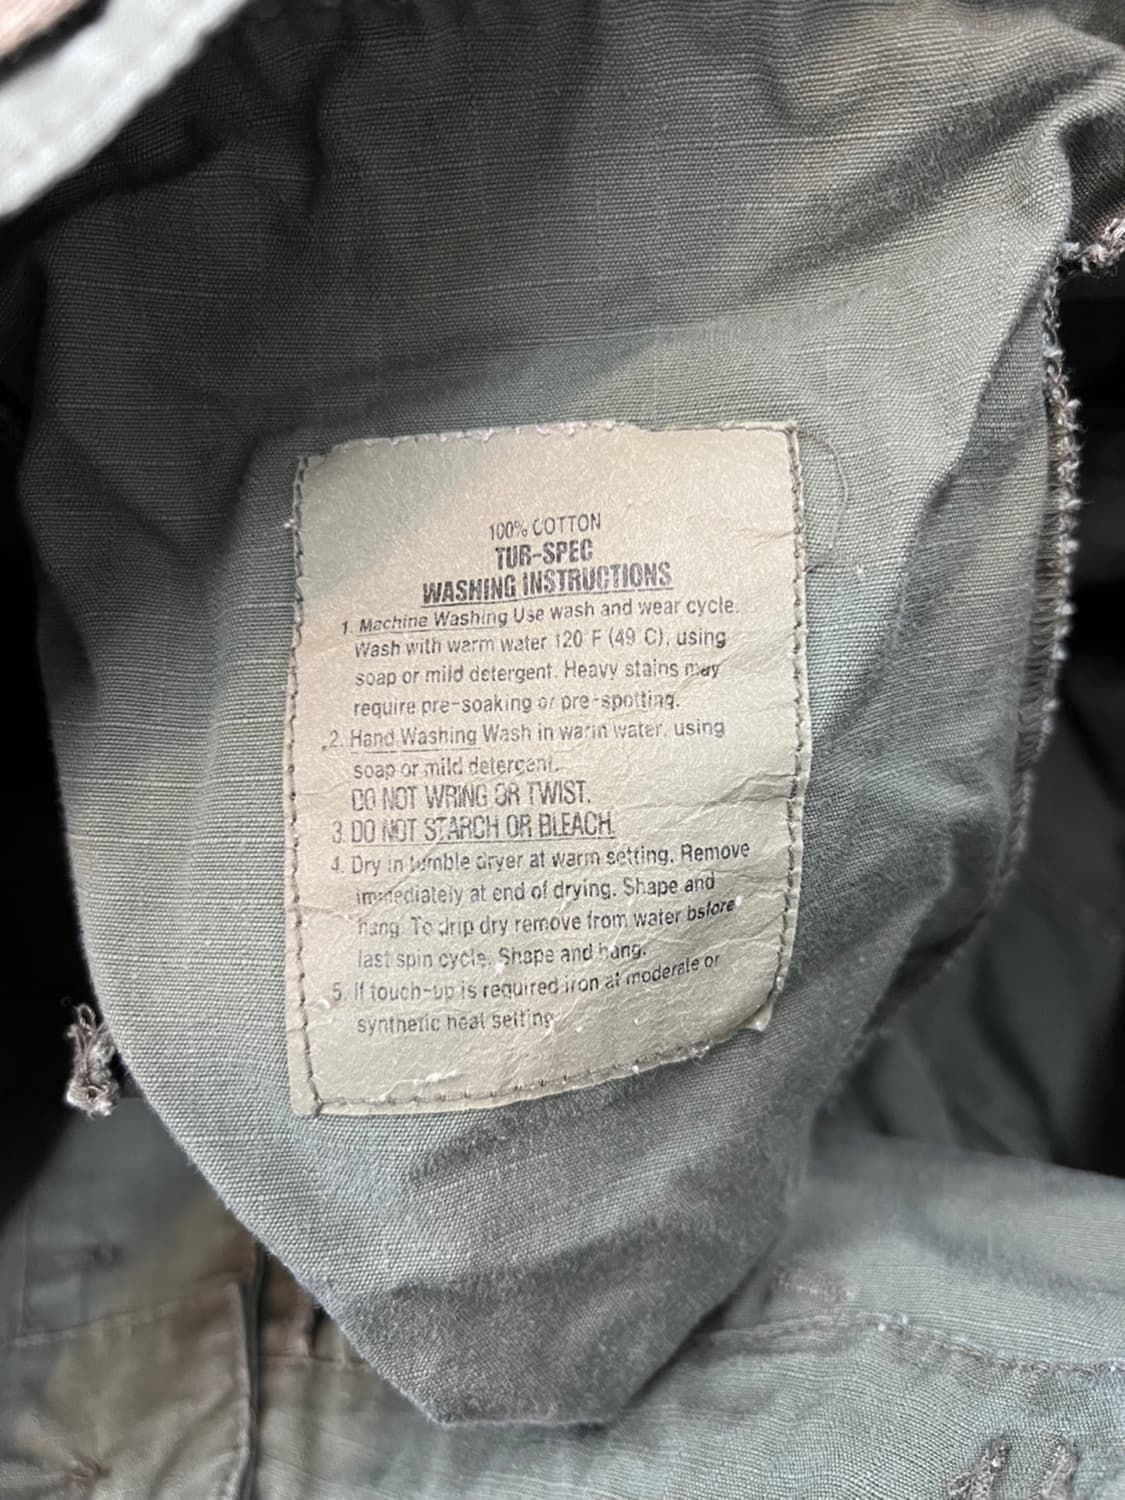 100% COTTON
TUR-SPEC
WASHING INSTRUCTIONS
1. Machine Washing Use wash and wear cycle.
Wash with warm water 120 F (49 C), using
soap or mild detergent. Heavy stains may
require pre-soaking or pre-spotting.
2. Hand Washing Wash in warm water, using
soap or mild detergent.
DO NOT WRING OR TWIST.
3. DO NOT STARCH OR BLEACH.
4. Dry in tumble dryer at warm setting. Remove
immediately at end of drying. Shape and
hang. To drip dry remove from water before
last spin cycle. Shape and hang.
5. If touch-up is required iron at moderate or
synthetic heat setting